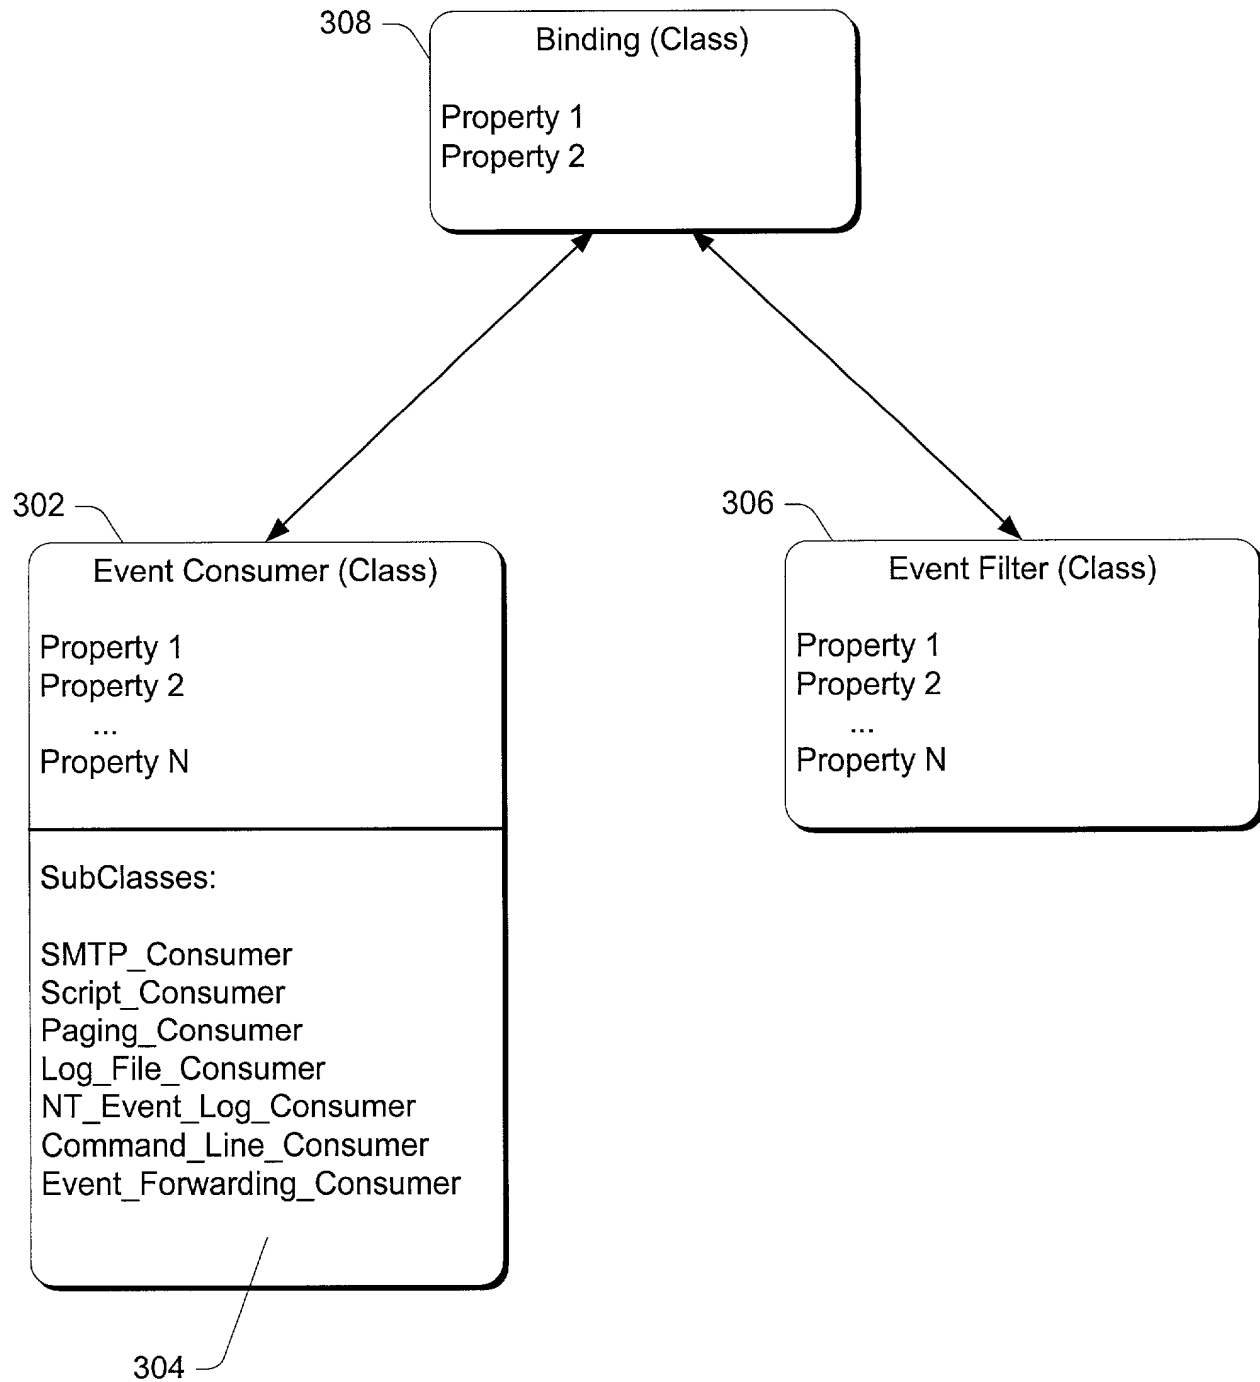 308
Binding (Class)
Property 1
Property 2
302
Event Consumer (Class)
Property 1
Property 2
...
Property N
SubClasses:
SMTP_Consumer
Script_Consumer
Paging_Consumer
Log_File_Consumer
NT_Event_Log_Consumer
Command_Line_Consumer
Event_Forwarding_Consumer
304
306
Event Filter (Class)
Property 1
Property 2
...
Property N